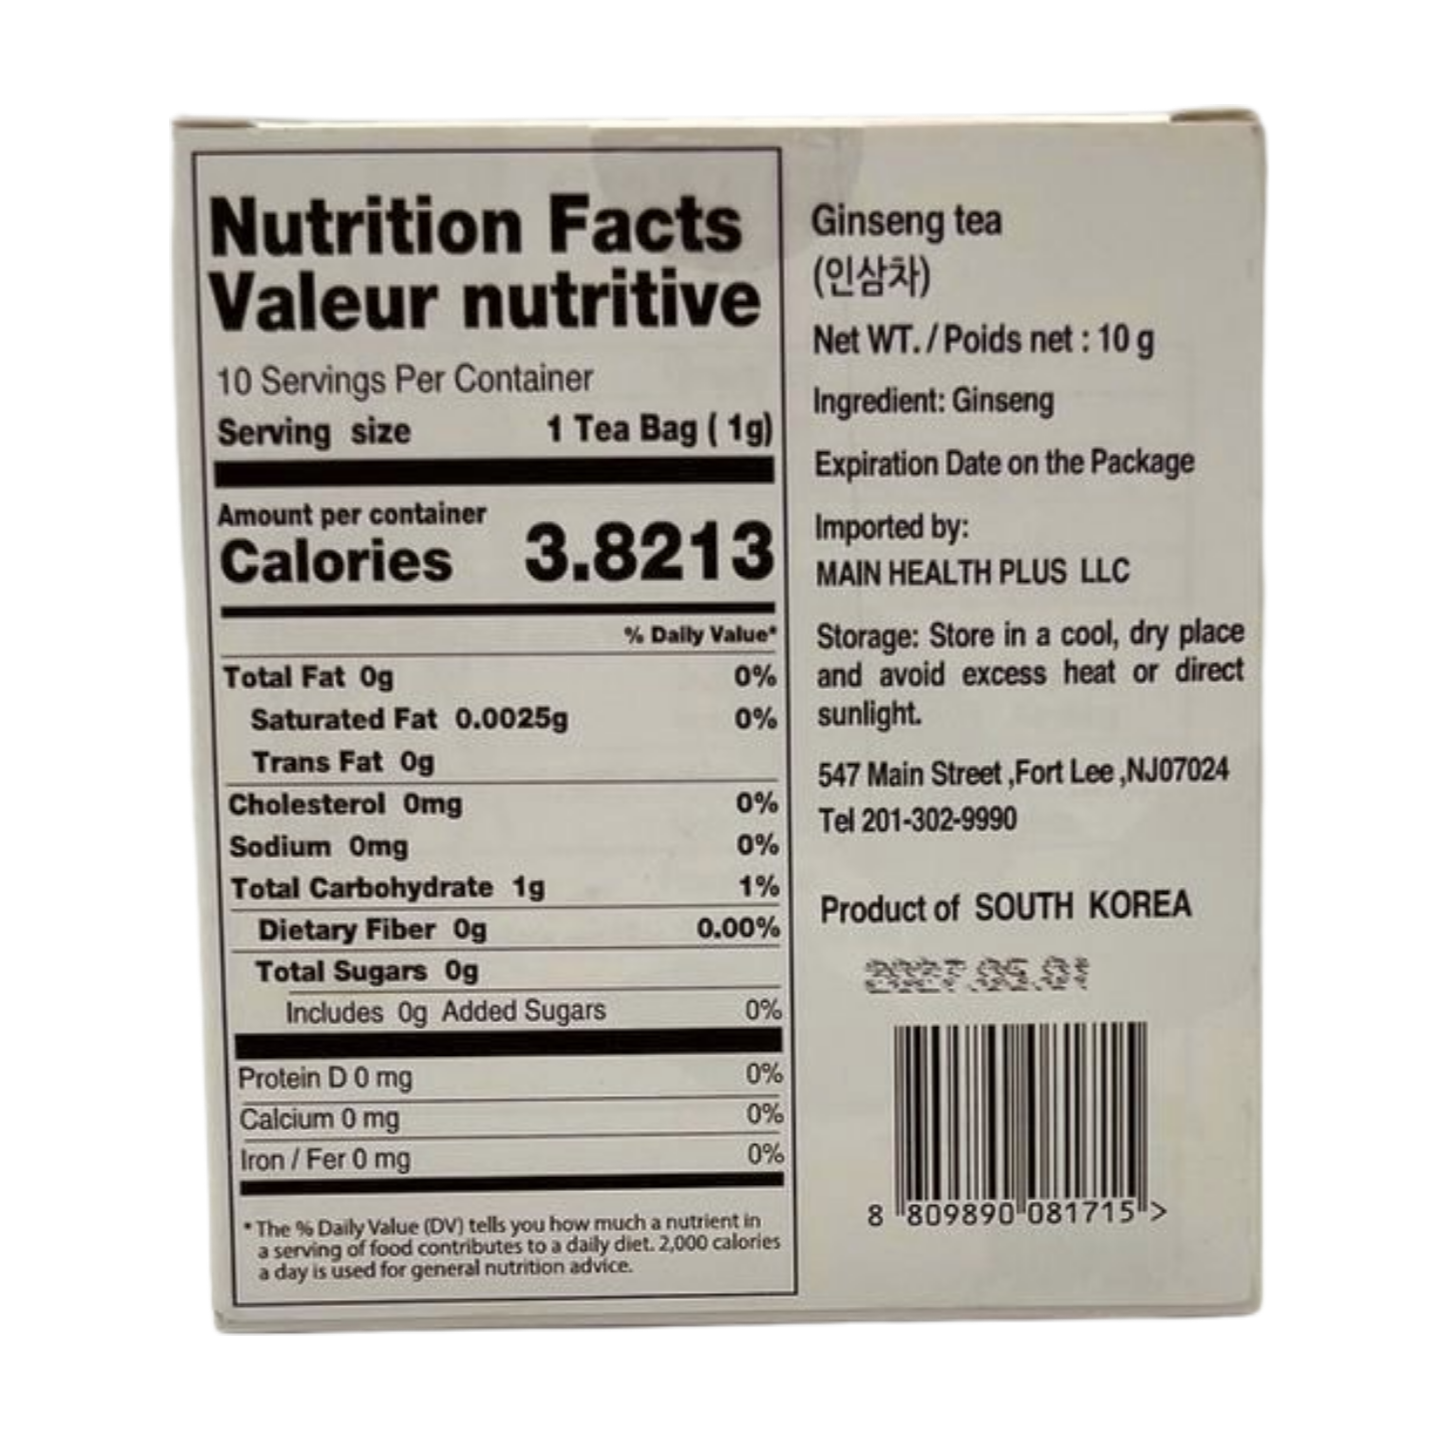 Nutrition Facts
Valeur nutritive
10 Servings Per Container
Serving size 1 Tea Bag ( 1g)
Amount per container
Calories 3.8213
% Daily Value*
Total Fat 0g 0%
Saturated Fat 0.0025g 0%
Trans Fat 0g
Cholesterol 0mg 0%
Sodium 0mg 0%
Total Carbohydrate 1g 1%
Dietary Fiber 0g 0.00%
Total Sugars 0g
Includes 0g Added Sugars 0%
Protein D 0 mg 0%
Calcium 0 mg 0%
Iron / Fer 0 mg 0%
* The % Daily Value (DV) tells you how much a nutrient in
a serving of food contributes to a daily diet. 2,000 calories
a day is used for general nutrition advice.
Ginseng tea
(인삼차)
Net WT. / Poids net : 10 g
Ingredient: Ginseng
Expiration Date on the Package
Imported by:
MAIN HEALTH PLUS LLC
Storage: Store in a cool, dry place
and avoid excess heat or direct
sunlight.
547 Main Street ,Fort Lee ,NJ07024
Tel 201-302-9990
Product of SOUTH KOREA
8 809890 081715 >